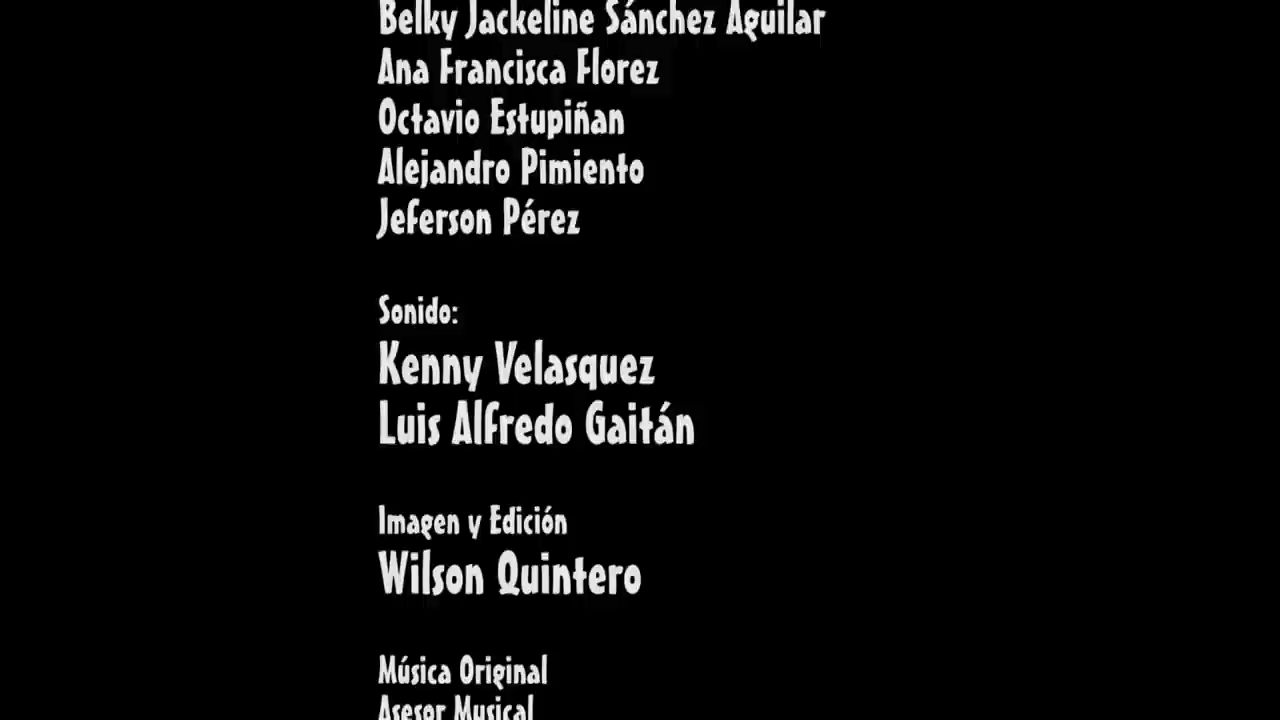 Belky Jackeline Sánchez Aguilar
Ana Francisca Florez
Octavio Estupiñan
Alejandro Pimiento
Jeferson Pérez
Sonido:
Kenny Velasquez
Luis Alfredo Gaitán
Imagen y Edición
Wilson Quintero
Música Original
Asesor Musical